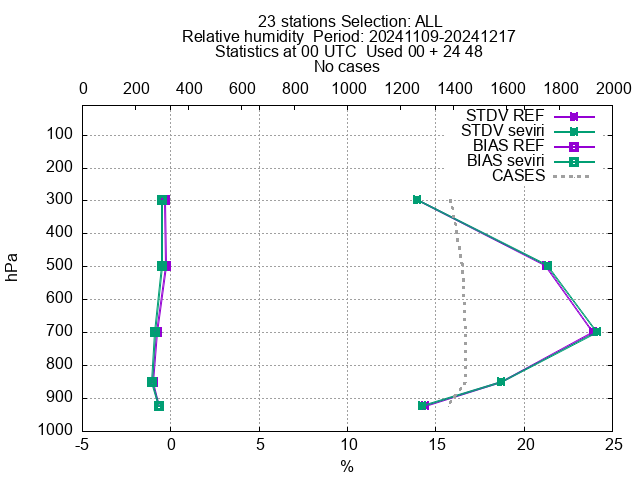 23 stations Selection: ALL
Relative humidity  Period: 20241109-20241217
Statistics at 00 UTC  Used 00 + 24 48
No cases
0 200 400 600 800 1000 1200 1400 1600 1800 2000
STDV REF
STDV seviri
BIAS REF
BIAS seviri
CASES
100
200
300
400
500
600
700
800
900
1000
hPa
-5 0 5 10 15 20 25
%